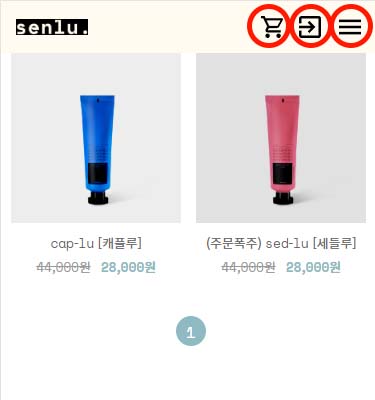 senlu.
cap-lu [캐플루]
44,000원 28,000원
(주문폭주) sed-lu [세들루]
44,000원 28,000원
1